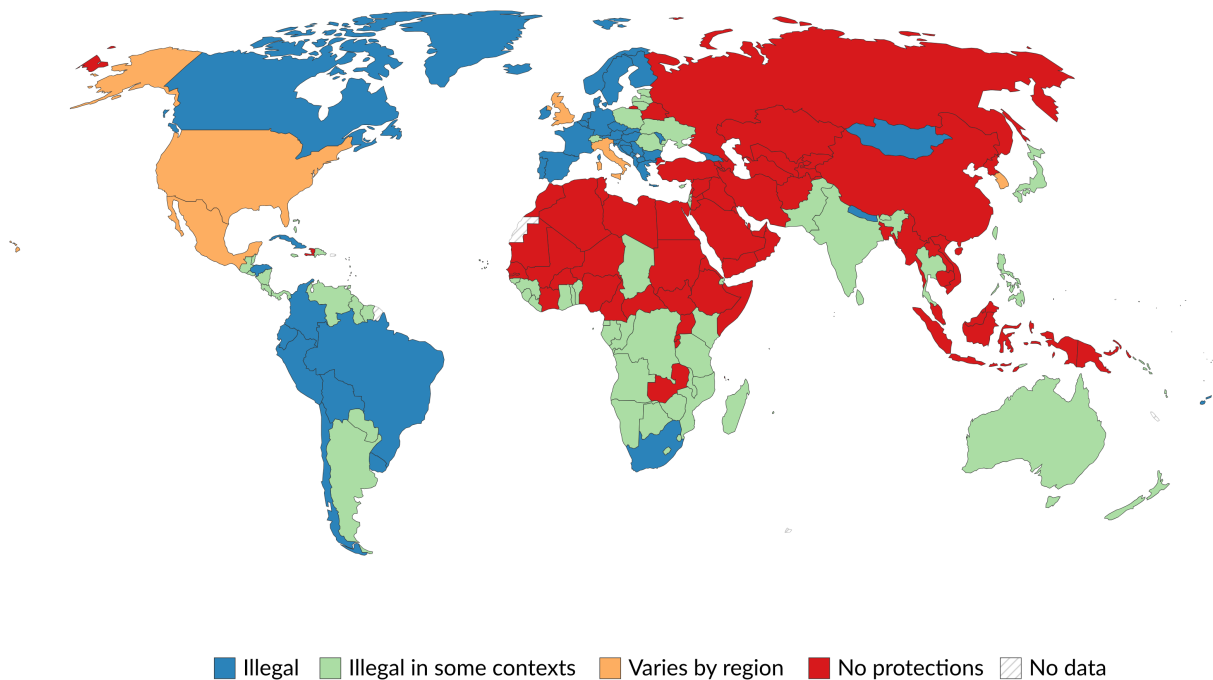 Illegal
Illegal in some contexts
Varies by region
No protections
No data